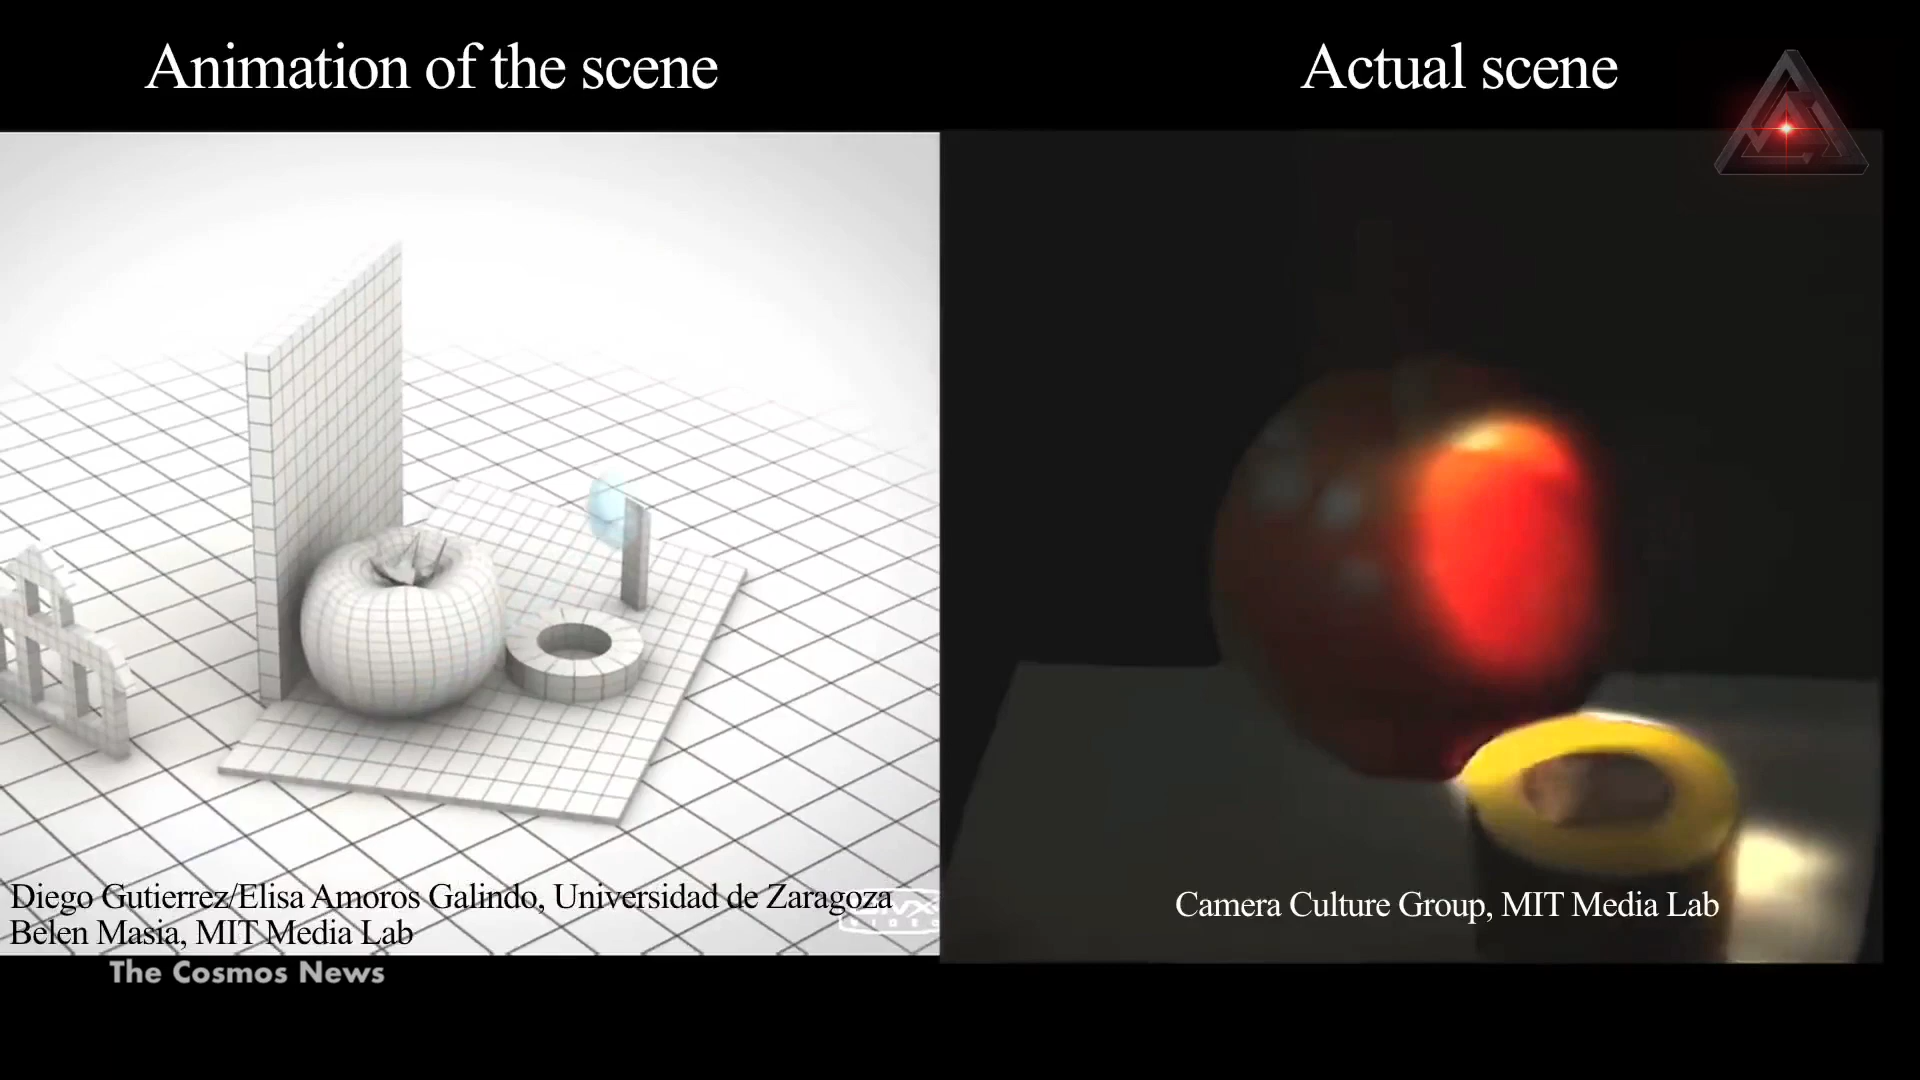 Animation of the scene
Actual scene
Diego Gutierrez/Elisa Amoros Galindo, Universidad de Zaragoza
Belen Masia, MIT Media Lab
Camera Culture Group, MIT Media Lab
The Cosmos News